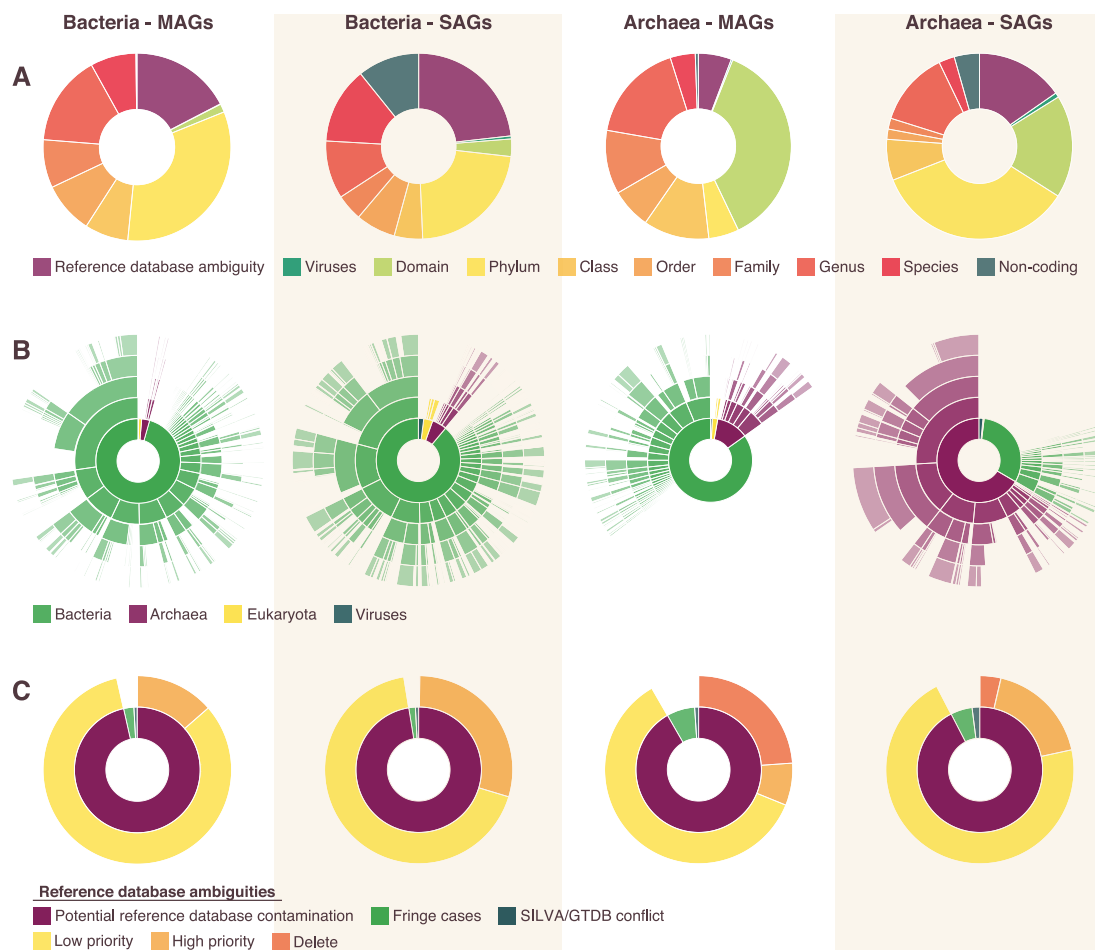 Bacteria - MAGs Bacteria - SAGs Archaea - MAGs Archaea - SAGs
A
Reference database ambiguity Viruses Domain Phylum Class Order Family Genus Species Non-coding
B
Bacteria Archaea Eukaryota Viruses
C
Reference database ambiguities
Potential reference database contamination Fringe cases SILVA/GTDB conflict
Low priority High priority Delete